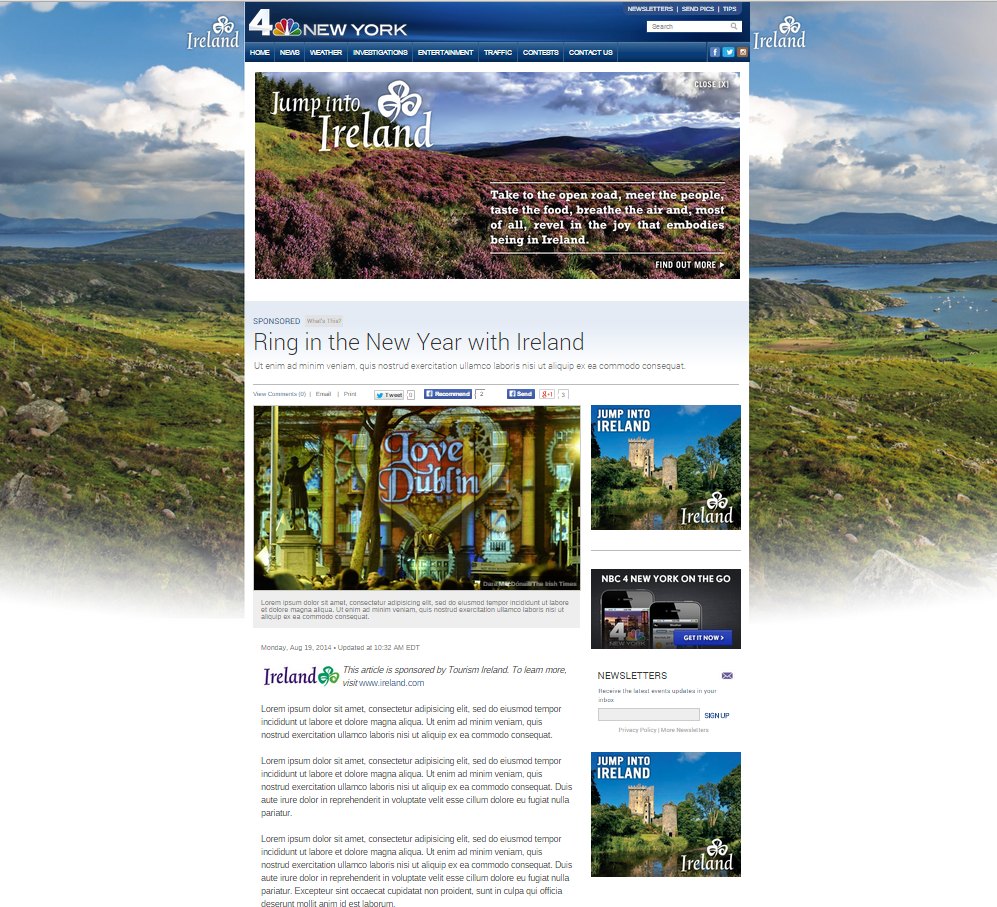 Ireland
4 NEW YORK
NEWSLETTERS | SEND PICS | TIPS
Search
Ireland
HOME NEWS WEATHER INVESTIGATIONS ENTERTAINMENT TRAFFIC CONTESTS CONTACT US
CLOSE [X]
Jump into
Ireland
Take to the open road, meet the people,
taste the food, breathe the air and, most
of all, revel in the joy that embodies
being in Ireland.
FIND OUT MORE
SPONSORED What's This?
Ring in the New Year with Ireland
Ut enim ad minim veniam, quis nostrud exercitation ullamco laboris nisi ut aliquip ex ea commodo consequat.
View Comments (0) | Email | Print Tweet 0 Recommend 2 Send +1 3
Love
Dublin
Dara MacDónaill/The Irish Times
Lorem ipsum dolor sit amet, consectetur adipisicing elit, sed do eiusmod tempor incididunt ut labore
et dolore magna aliqua. Ut enim ad minim veniam, quis nostrud exercitation ullamco laboris nisi ut
aliquip ex ea commodo consequat.
Monday, Aug 19, 2014 • Updated at 10:32 AM EDT
Ireland
This article is sponsored by Tourism Ireland. To learn more,
visit www.ireland.com
Lorem ipsum dolor sit amet, consectetur adipisicing elit, sed do eiusmod tempor
incididunt ut labore et dolore magna aliqua. Ut enim ad minim veniam, quis
nostrud exercitation ullamco laboris nisi ut aliquip ex ea commodo consequat.
Lorem ipsum dolor sit amet, consectetur adipisicing elit, sed do eiusmod tempor
incididunt ut labore et dolore magna aliqua. Ut enim ad minim veniam, quis
nostrud exercitation ullamco laboris nisi ut aliquip ex ea commodo consequat. Duis
aute irure dolor in reprehenderit in voluptate velit esse cillum dolore eu fugiat nulla
pariatur.
Lorem ipsum dolor sit amet, consectetur adipisicing elit, sed do eiusmod tempor
incididunt ut labore et dolore magna aliqua. Ut enim ad minim veniam, quis
nostrud exercitation ullamco laboris nisi ut aliquip ex ea commodo consequat. Duis
aute irure dolor in reprehenderit in voluptate velit esse cillum dolore eu fugiat nulla
pariatur. Excepteur sint occaecat cupidatat non proident, sunt in culpa qui officia
deserunt mollit anim id est laborum.
JUMP INTO
IRELAND
Ireland
NBC 4 NEW YORK ON THE GO
4
NEW YORK
GET IT NOW >
NEWSLETTERS
Receive the latest events updates in your
inbox
SIGN UP
Privacy Policy | More Newsletters
JUMP INTO
IRELAND
Ireland